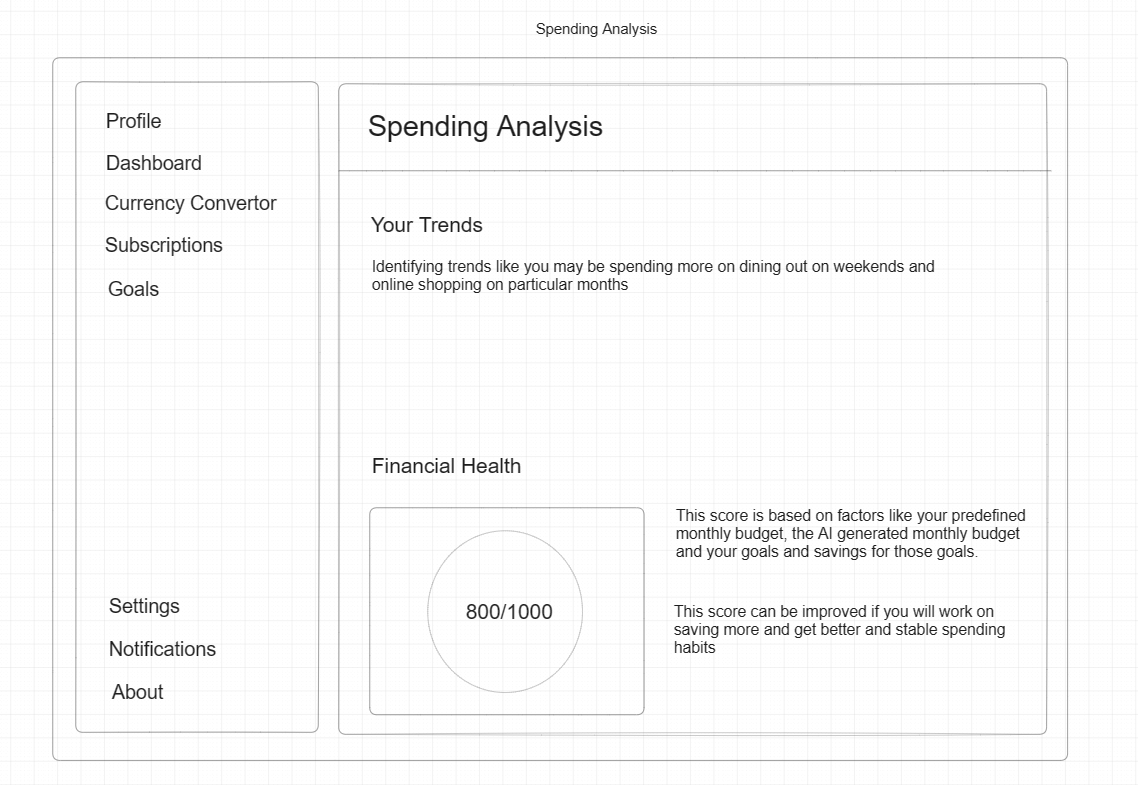 Spending Analysis
Profile
Dashboard
Currency Convertor
Subscriptions
Goals
Settings
Notifications
About
Spending Analysis
Your Trends
Identifying trends like you may be spending more on dining out on weekends and
online shopping on particular months
Financial Health
800/1000
This score is based on factors like your predefined
monthly budget, the AI generated monthly budget
and your goals and savings for those goals.
This score can be improved if you will work on
saving more and get better and stable spending
habits